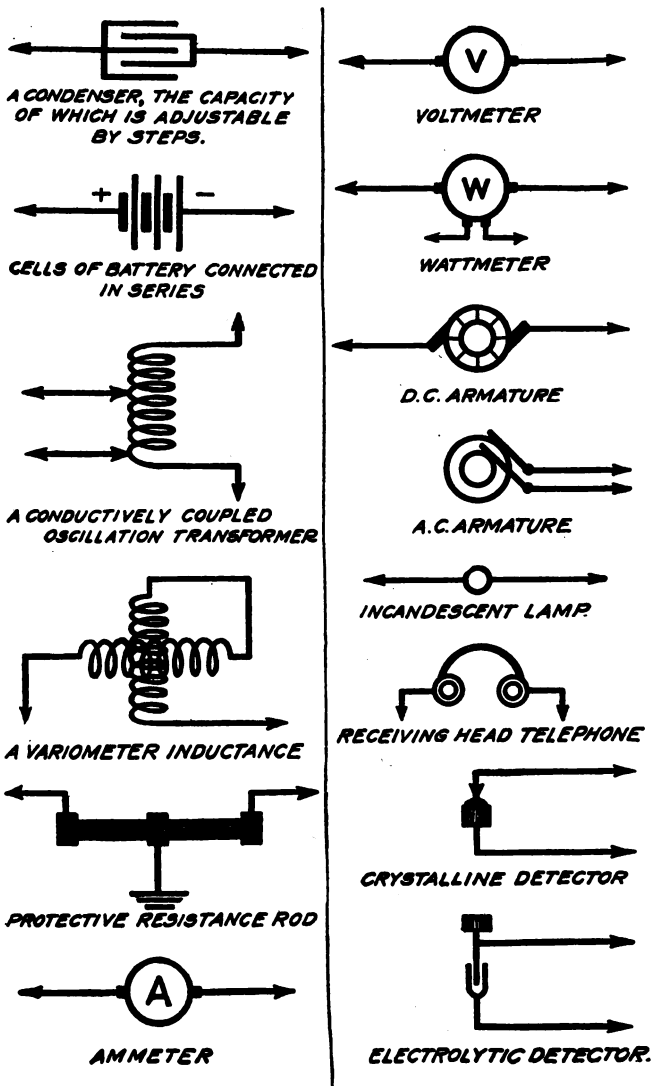 A CONDENSER, THE CAPACITY
OF WHICH IS ADJUSTABLE
BY STEPS.
+ −
CELLS OF BATTERY CONNECTED
IN SERIES
A CONDUCTIVELY COUPLED
OSCILLATION TRANSFORMER
A VARIOMETER INDUCTANCE
PROTECTIVE RESISTANCE ROD
A
AMMETER
V
VOLTMETER
W
WATTMETER
D.C. ARMATURE
A.C. ARMATURE
INCANDESCENT LAMP.
RECEIVING HEAD TELEPHONE
CRYSTALLINE DETECTOR
ELECTROLYTIC DETECTOR.